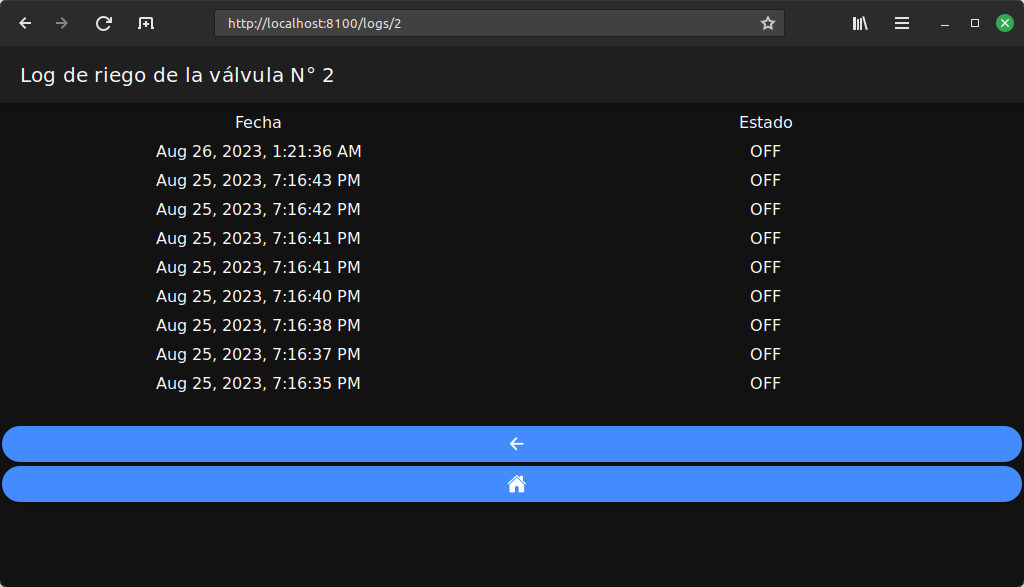 http://localhost:8100/logs/2
Log de riego de la válvula N° 2
Fecha Estado
Aug 26, 2023, 1:21:36 AM OFF
Aug 25, 2023, 7:16:43 PM OFF
Aug 25, 2023, 7:16:42 PM OFF
Aug 25, 2023, 7:16:41 PM OFF
Aug 25, 2023, 7:16:41 PM OFF
Aug 25, 2023, 7:16:40 PM OFF
Aug 25, 2023, 7:16:38 PM OFF
Aug 25, 2023, 7:16:37 PM OFF
Aug 25, 2023, 7:16:35 PM OFF